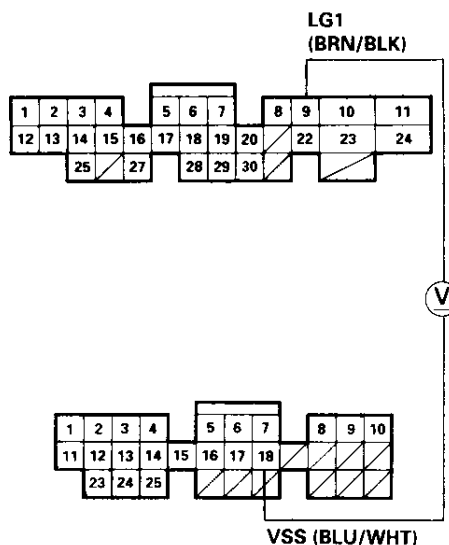 LG1
(BRN/BLK)
1 2 3 4 5 6 7 8 9 10 11
12 13 14 15 16 17 18 19 20 22 23 24
25 27 28 29 30
V
1 2 3 4 5 6 7 8 9 10
11 12 13 14 15 16 17 18
23 24 25
VSS (BLU/WHT)